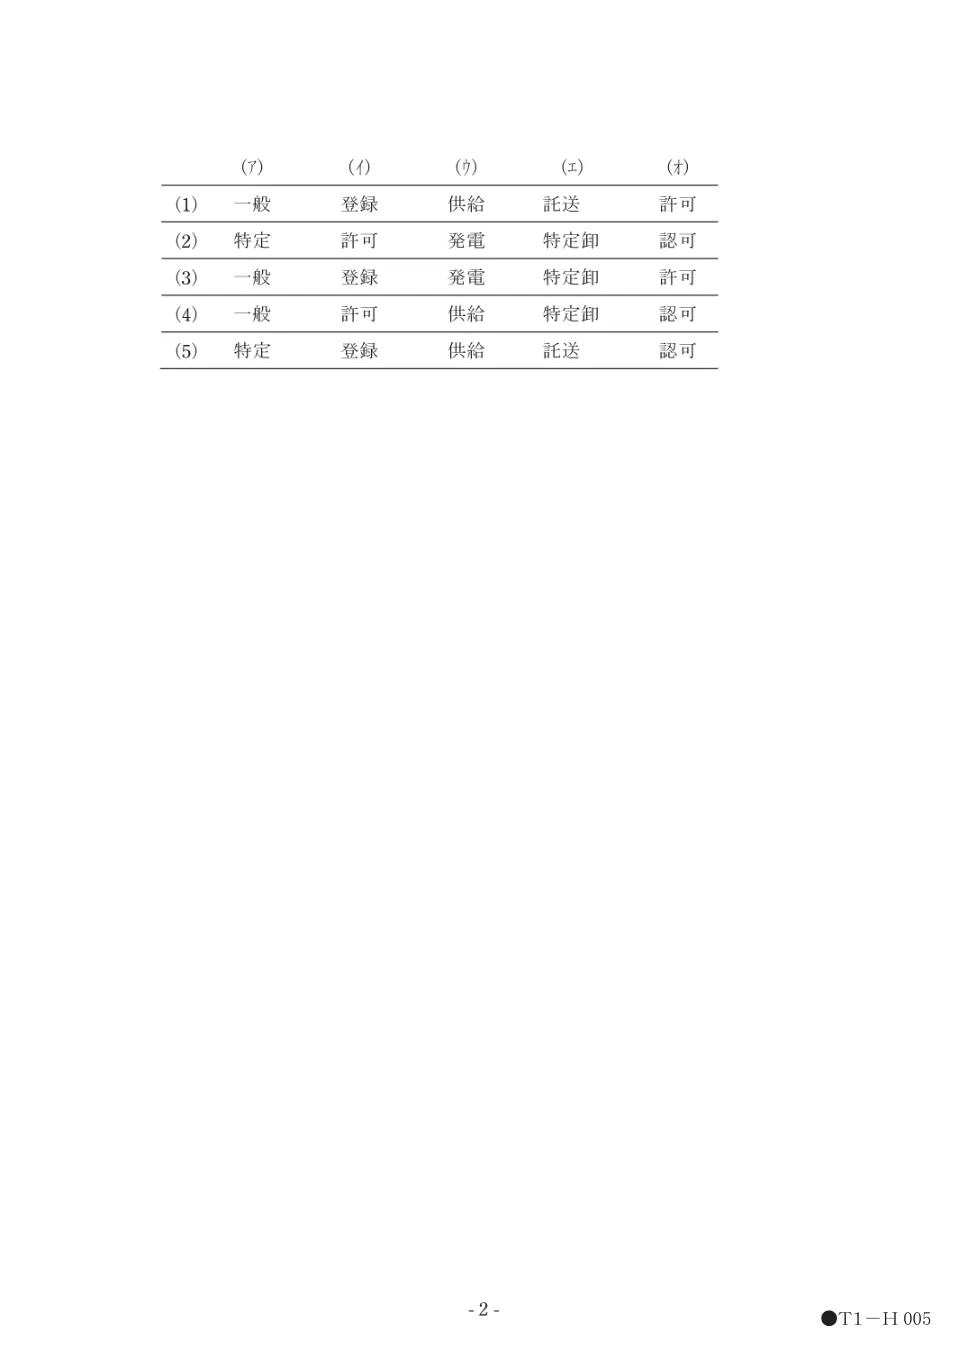 (ア) (イ) (ウ) (エ) (オ)
(1) 一般 登録 供給 託送 許可
(2) 特定 許可 発電 特定卸 認可
(3) 一般 登録 発電 特定卸 許可
(4) 一般 許可 供給 特定卸 認可
(5) 特定 登録 供給 託送 認可
- 2 -
●T1－H 005